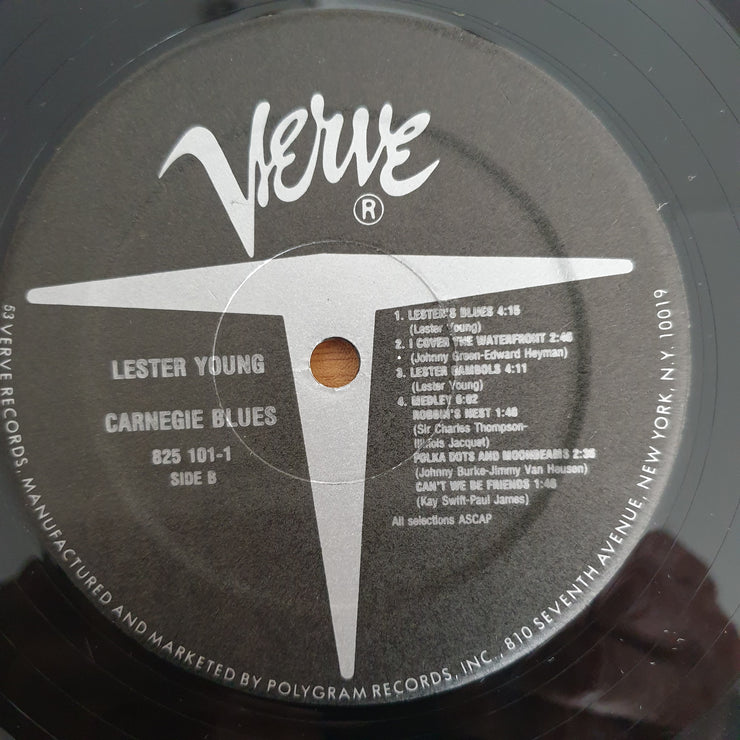 VERVE
®
LESTER YOUNG
CARNEGIE BLUES
825 101-1
SIDE B
1. LESTER'S BLUES 4:15
(Lester Young)
2. I COVER THE WATERFRONT 2:46
(Johnny Green-Edward Heyman)
3. LESTER GAMBOLS 4:11
(Lester Young)
4. MEDLEY 6:02
ROBBIN'S NEST 1:46
(Sir Charles Thompson-
Illinois Jacquet)
POLKA DOTS AND MOONBEAMS 2:36
(Johnny Burke-Jimmy Van Heusen)
CAN'T WE BE FRIENDS 1:46
(Kay Swift-Paul James)
All selections ASCAP
53 VERVE RECORDS. MANUFACTURED AND MARKETED BY POLYGRAM RECORDS, INC., 810 SEVENTH AVENUE, NEW YORK, N.Y. 10019